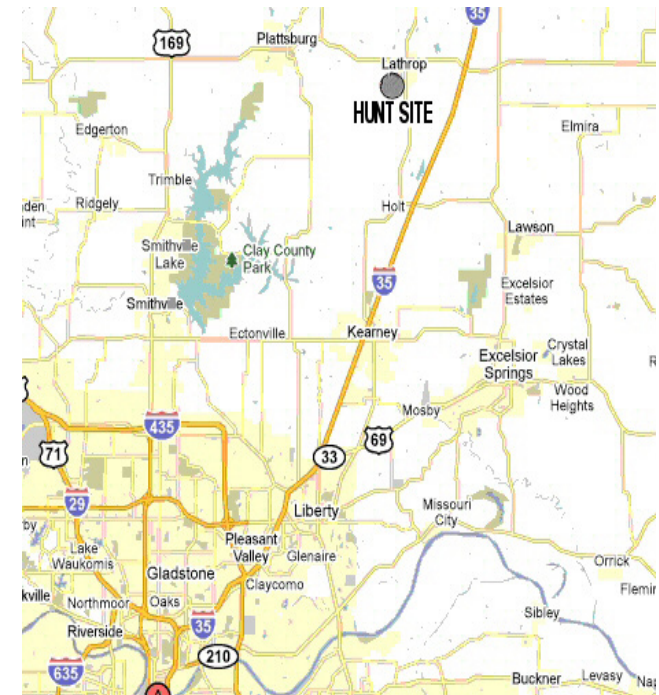 35
169
Plattsburg
Lathrop
HUNT SITE
Edgerton
Elmira
Trimble
Ridgely
Holt
Lawson
Smithville
Lake
Clay County
Park
35
Excelsior
Estates
Smithville
Ectonville
Kearney
Crystal
Lakes
Excelsior
Springs
Wood
Heights
Mosby
435
69
71
33
29
Missouri
City
Liberty
Pleasant
Valley
Glenaire
Lake
Waukomis
Gladstone
Orrick
Claycomo
Northmoor
Oaks
Sibley
35
Riverside
210
635
Buckner
Levasy